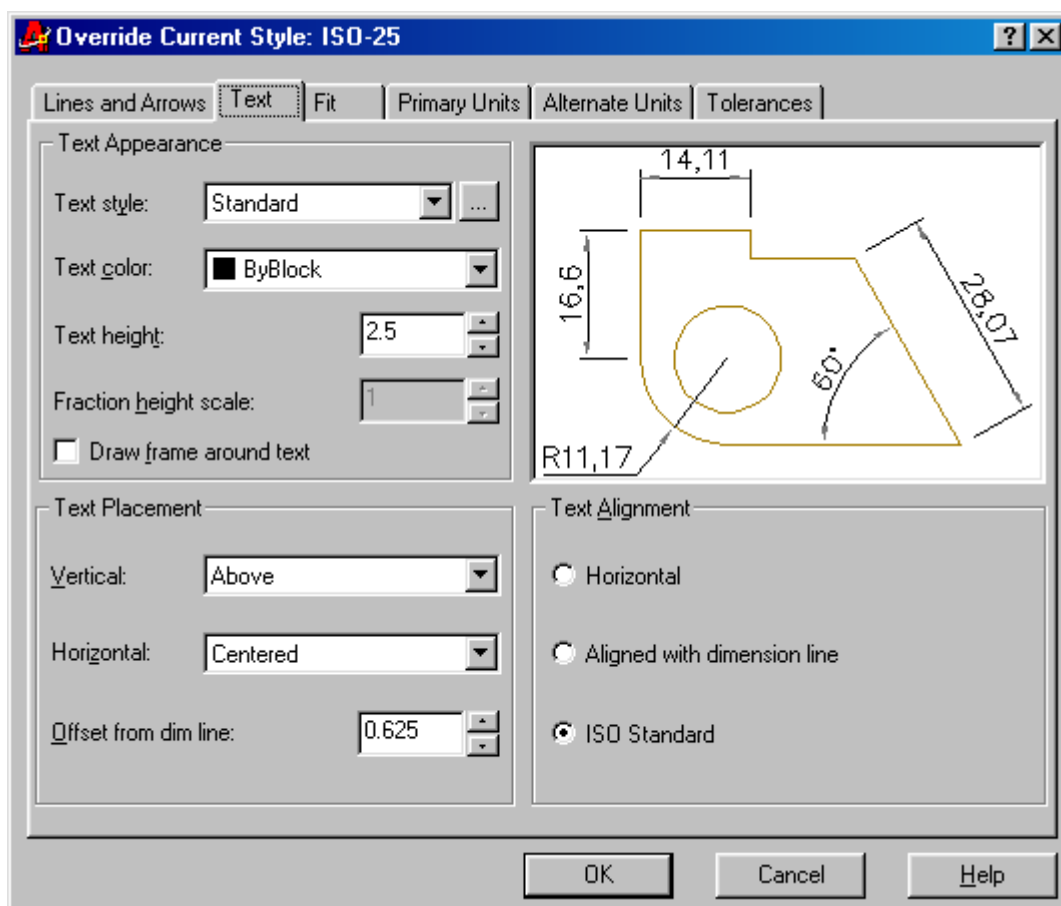 Override Current Style: ISO-25
Lines and Arrows Text Fit Primary Units Alternate Units Tolerances
Text Appearance
Text style: Standard ...
Text color: ByBlock
Text height: 2.5
Fraction height scale: 1
Draw frame around text
14,11
16,6
28,07
60°
R11,17
Text Placement
Vertical: Above
Horizontal: Centered
Offset from dim line: 0.625
Text Alignment
Horizontal
Aligned with dimension line
ISO Standard
OK Cancel Help